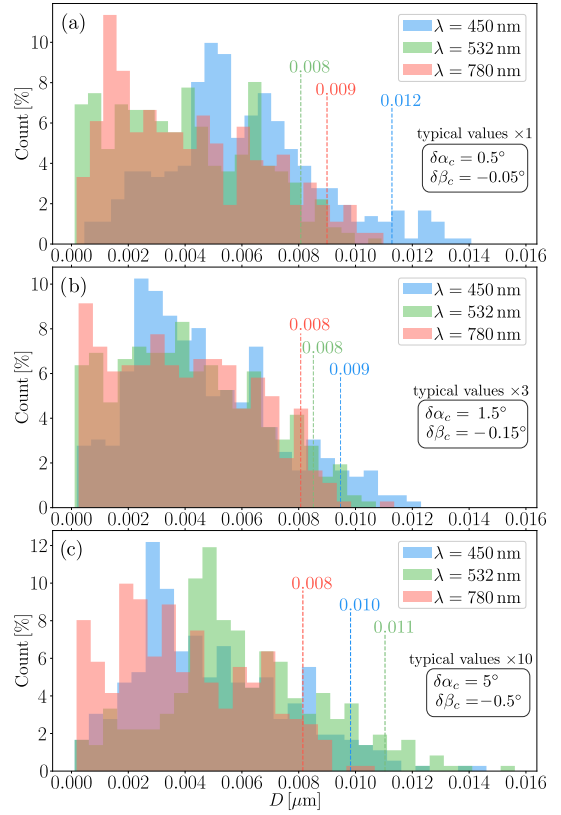 (a)
λ = 450 nm
λ = 532 nm
λ = 780 nm
0.008
0.009
0.012
typical values ×1
δα_c = 0.5°
δβ_c = −0.05°
Count [%]
10
8
6
4
2
0
0.000 0.002 0.004 0.006 0.008 0.010 0.012 0.014 0.016
(b)
λ = 450 nm
λ = 532 nm
λ = 780 nm
0.008
0.008
0.009
typical values ×3
δα_c = 1.5°
δβ_c = −0.15°
Count [%]
10
8
6
4
2
0
0.000 0.002 0.004 0.006 0.008 0.010 0.012 0.014 0.016
(c)
λ = 450 nm
λ = 532 nm
λ = 780 nm
0.008
0.010
0.011
typical values ×10
δα_c = 5°
δβ_c = −0.5°
Count [%]
12
10
8
6
4
2
0
0.000 0.002 0.004 0.006 0.008 0.010 0.012 0.014 0.016
D [μm]